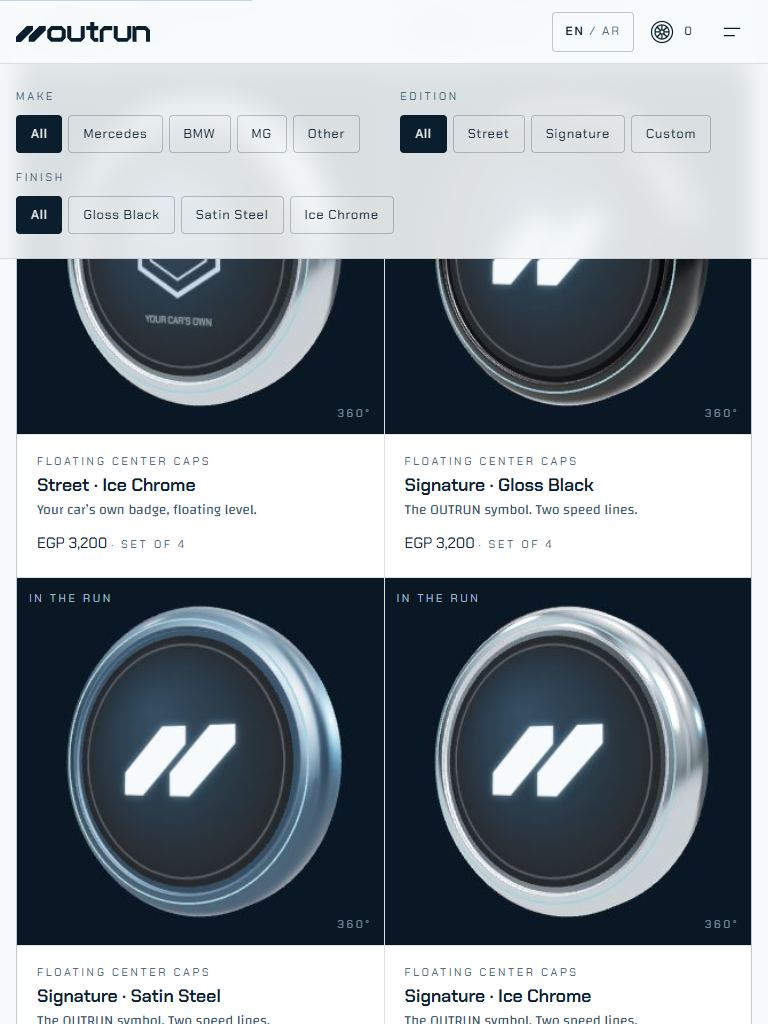 outrun
EN / AR
0
MAKE
All Mercedes BMW MG Other
EDITION
All Street Signature Custom
FINISH
All Gloss Black Satin Steel Ice Chrome
YOUR CAR'S OWN
360°
360°
FLOATING CENTER CAPS
Street · Ice Chrome
Your car's own badge, floating level.
EGP 3,200 · SET OF 4
FLOATING CENTER CAPS
Signature · Gloss Black
The OUTRUN symbol. Two speed lines.
EGP 3,200 · SET OF 4
IN THE RUN
360°
IN THE RUN
360°
FLOATING CENTER CAPS
Signature · Satin Steel
The OUTRUN symbol. Two speed lines.
FLOATING CENTER CAPS
Signature · Ice Chrome
The OUTRUN symbol. Two speed lines.